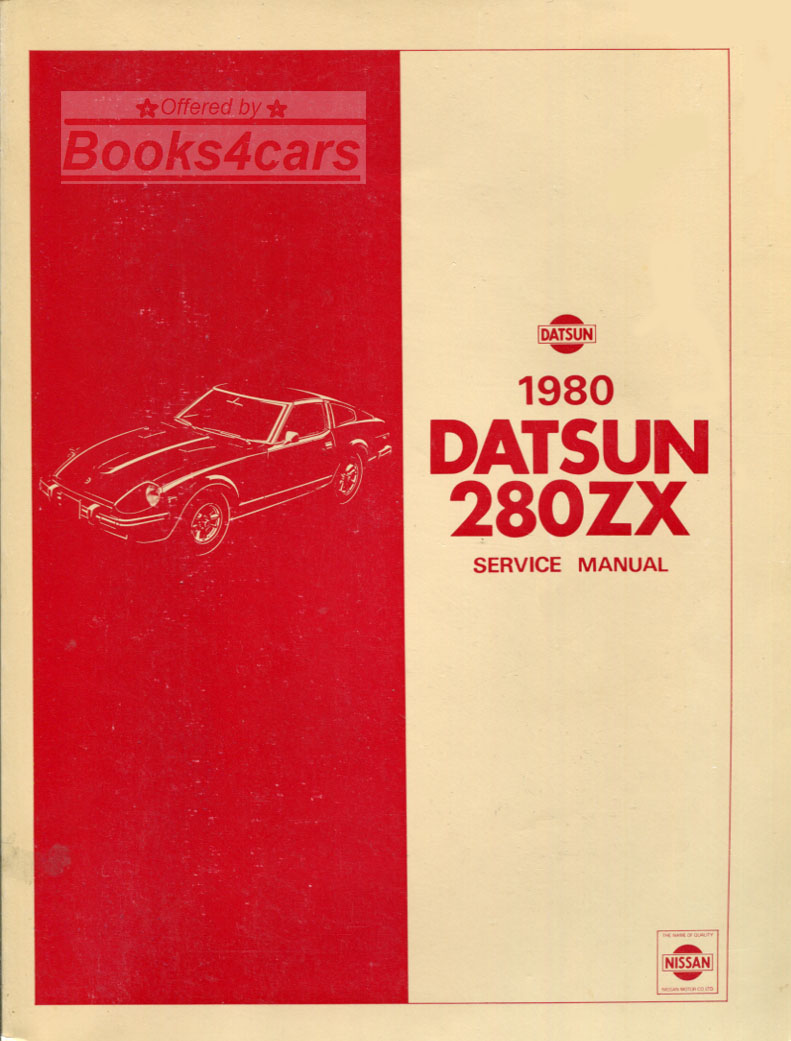 Offered by
Books4cars
DATSUN
1980
DATSUN
280ZX
SERVICE MANUAL
THE NAME OF QUALITY
NISSAN
NISSAN MOTOR CO., LTD.